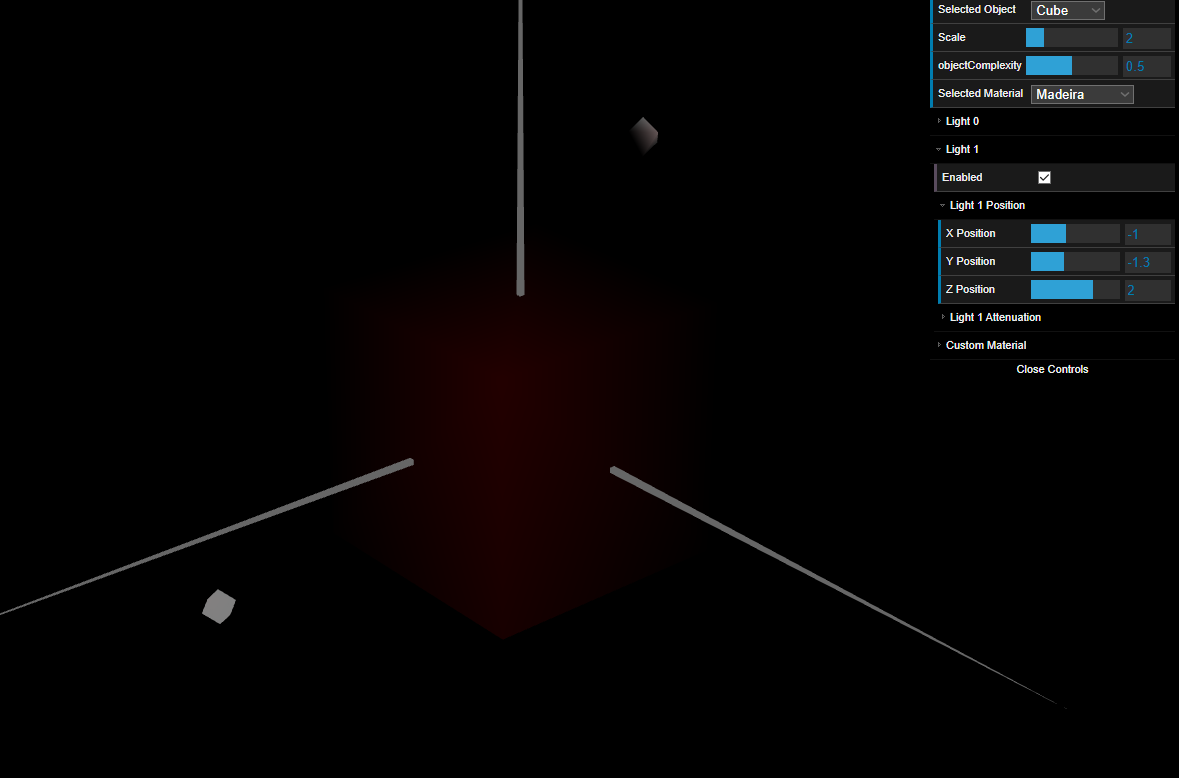 Selected Object Cube
Scale 2
objectComplexity 0.5
Selected Material Madeira
Light 0
Light 1
Enabled
Light 1 Position
X Position -1
Y Position -1.3
Z Position 2
Light 1 Attenuation
Custom Material
Close Controls